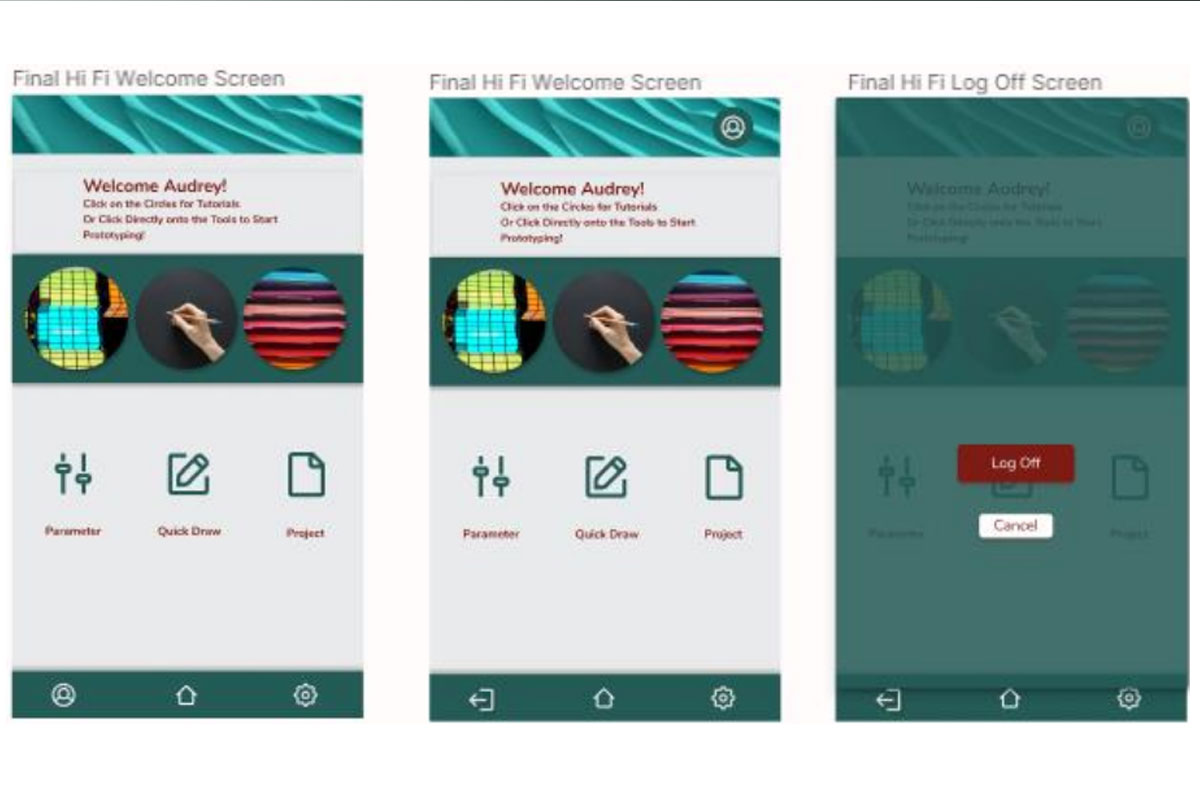 Final Hi Fi Welcome Screen
Welcome Audrey!
Click on the Circles for Tutorials
Or Click Directly onto the Tools to Start
Prototyping!
Parameter
Quick Draw
Project
Final Hi Fi Welcome Screen
Welcome Audrey!
Click on the Circles for Tutorials
Or Click Directly onto the Tools to Start
Prototyping!
Parameter
Quick Draw
Project
Final Hi Fi Log Off Screen
Welcome Audrey!
Click on the Circles for Tutorials
Or Click Directly onto the Tools to Start
Prototyping!
Log Off
Cancel
Parameter
Project